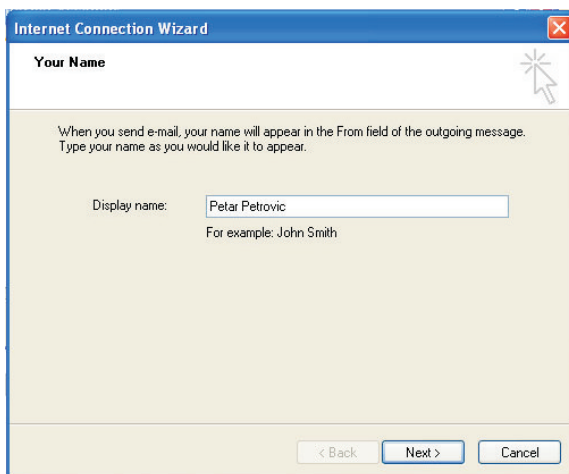 Internet Connection Wizard
Your Name
When you send e-mail, your name will appear in the From field of the outgoing message.
Type your name as you would like it to appear.
Display name: Petar Petrovic
For example: John Smith
< Back Next > Cancel